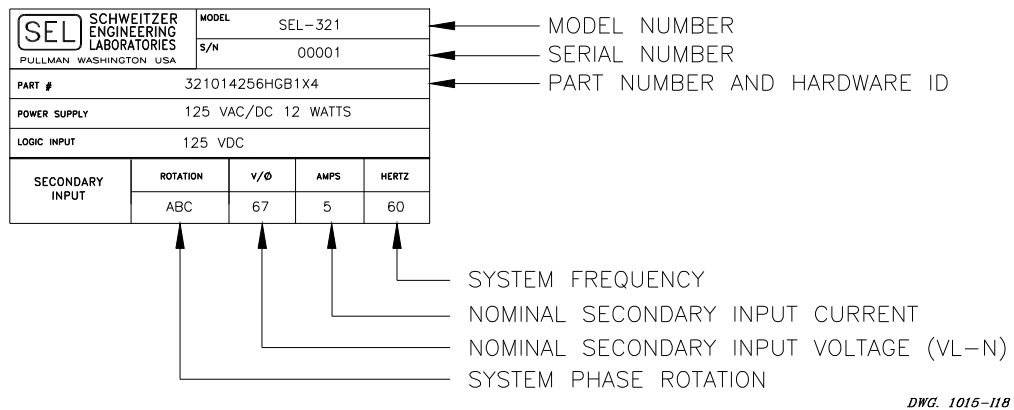 SEL SCHWEITZER ENGINEERING LABORATORIES
PULLMAN WASHINGTON USA
MODEL SEL-321
S/N 00001
PART # 321014256HGB1X4
POWER SUPPLY 125 VAC/DC 12 WATTS
LOGIC INPUT 125 VDC
SECONDARY INPUT
ROTATION V/Ø AMPS HERTZ
ABC 67 5 60
MODEL NUMBER
SERIAL NUMBER
PART NUMBER AND HARDWARE ID
SYSTEM FREQUENCY
NOMINAL SECONDARY INPUT CURRENT
NOMINAL SECONDARY INPUT VOLTAGE (VL-N)
SYSTEM PHASE ROTATION
DWG. 1015-I18